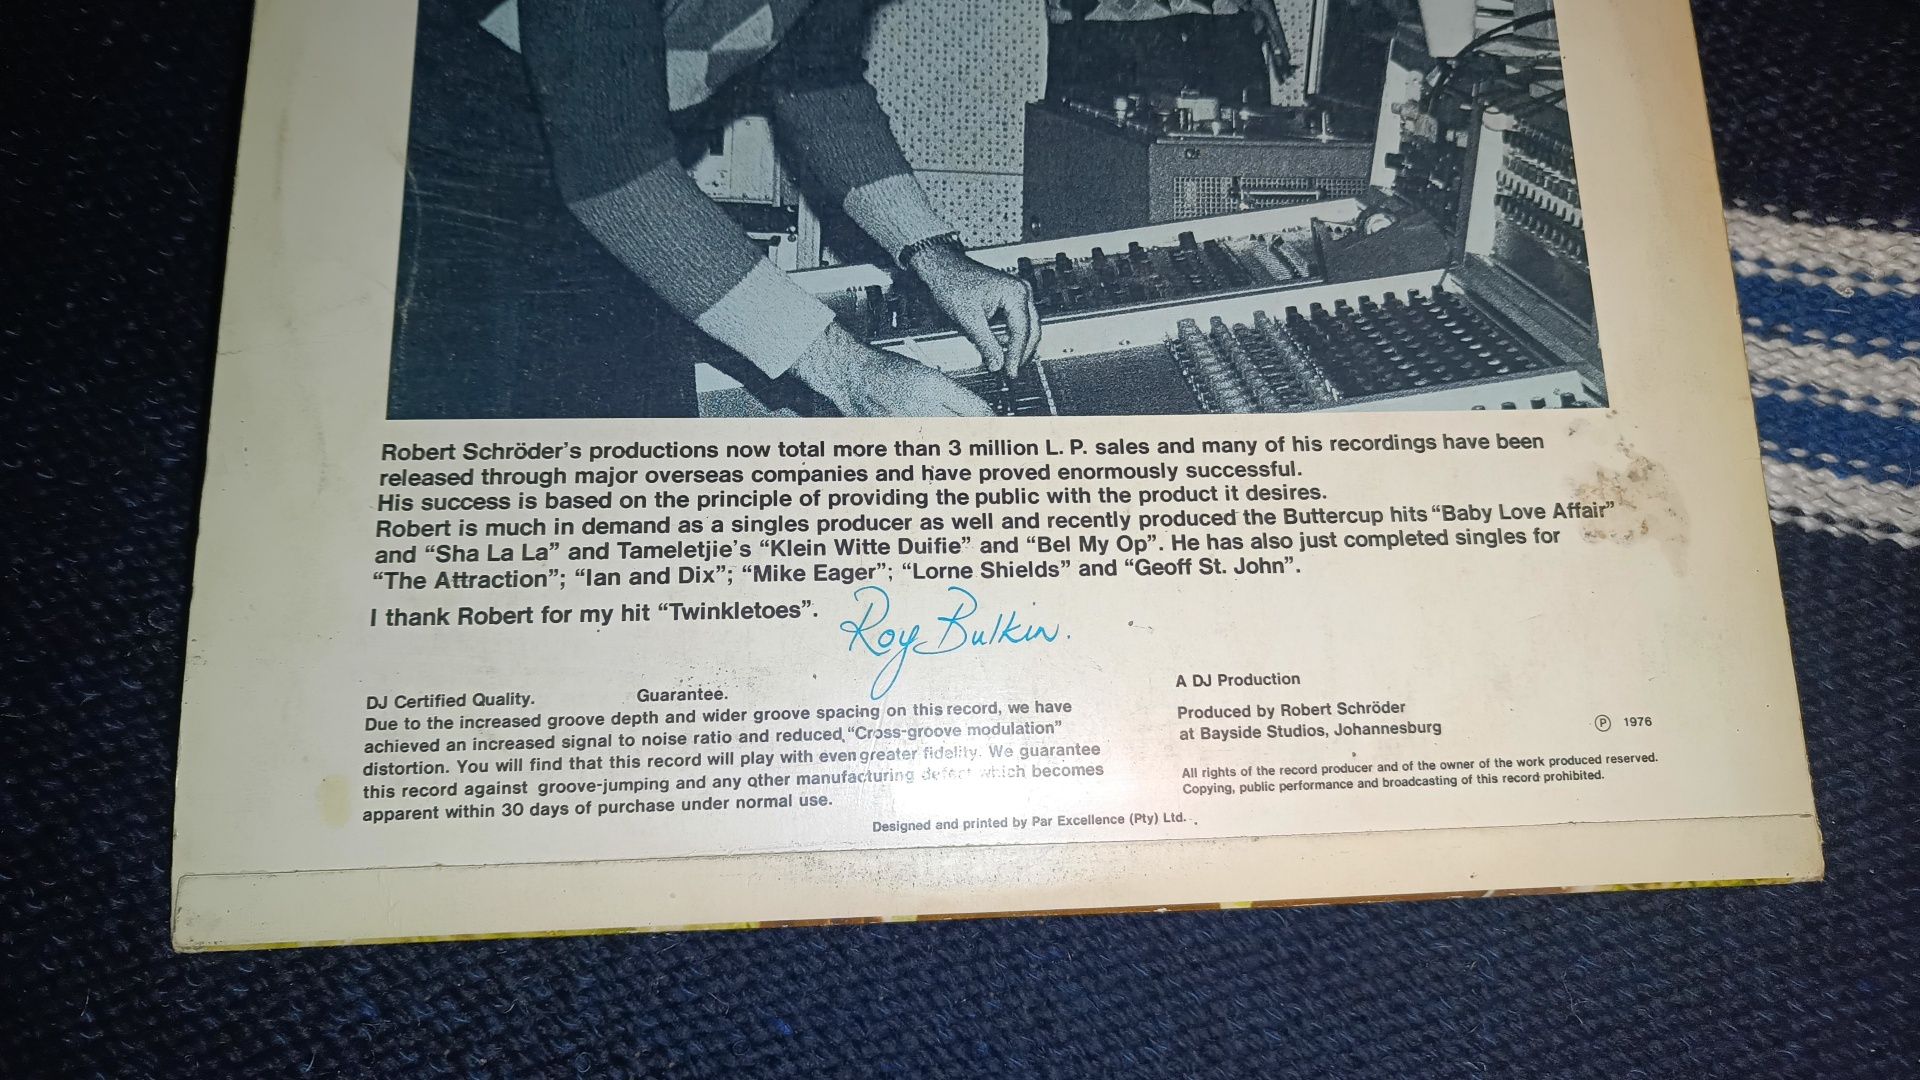 Robert Schröder's productions now total more than 3 million L. P. sales and many of his recordings have been
released through major overseas companies and have proved enormously successful.
His success is based on the principle of providing the public with the product it desires.
Robert is much in demand as a singles producer as well and recently produced the Buttercup hits “Baby Love Affair”
and “Sha La La” and Tameletjie's “Klein Witte Duifie” and “Bel My Op”. He has also just completed singles for
“The Attraction”; “Ian and Dix”; “Mike Eager”; “Lorne Shields” and “Geoff St. John”.
I thank Robert for my hit “Twinkletoes”.
Roy Bulkin.
DJ Certified Quality. Guarantee.
Due to the increased groove depth and wider groove spacing on this record, we have
achieved an increased signal to noise ratio and reduced “Cross-groove modulation”
distortion. You will find that this record will play with even greater fidelity. We guarantee
this record against groove-jumping and any other manufacturing defect which becomes
apparent within 30 days of purchase under normal use.
A DJ Production
Produced by Robert Schröder
at Bayside Studios, Johannesburg
Ⓟ 1976
All rights of the record producer and of the owner of the work produced reserved.
Copying, public performance and broadcasting of this record prohibited.
Designed and printed by Par Excellence (Pty) Ltd.